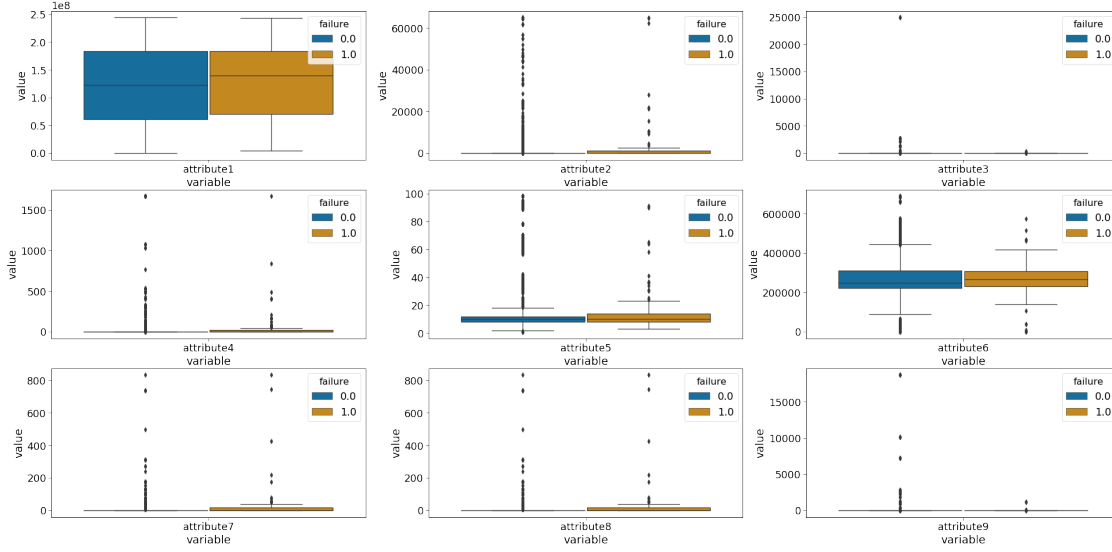 1e8
2.5
2.0
1.5
1.0
0.5
0.0
value
failure
0.0
1.0
attribute1
variable
60000
40000
20000
0
value
failure
0.0
1.0
attribute2
variable
25000
20000
15000
10000
5000
0
value
failure
0.0
1.0
attribute3
variable
1500
1000
500
0
value
failure
0.0
1.0
attribute4
variable
100
80
60
40
20
0
value
failure
0.0
1.0
attribute5
variable
600000
400000
200000
0
value
failure
0.0
1.0
attribute6
variable
800
600
400
200
0
value
failure
0.0
1.0
attribute7
variable
800
600
400
200
0
value
failure
0.0
1.0
attribute8
variable
15000
10000
5000
0
value
failure
0.0
1.0
attribute9
variable